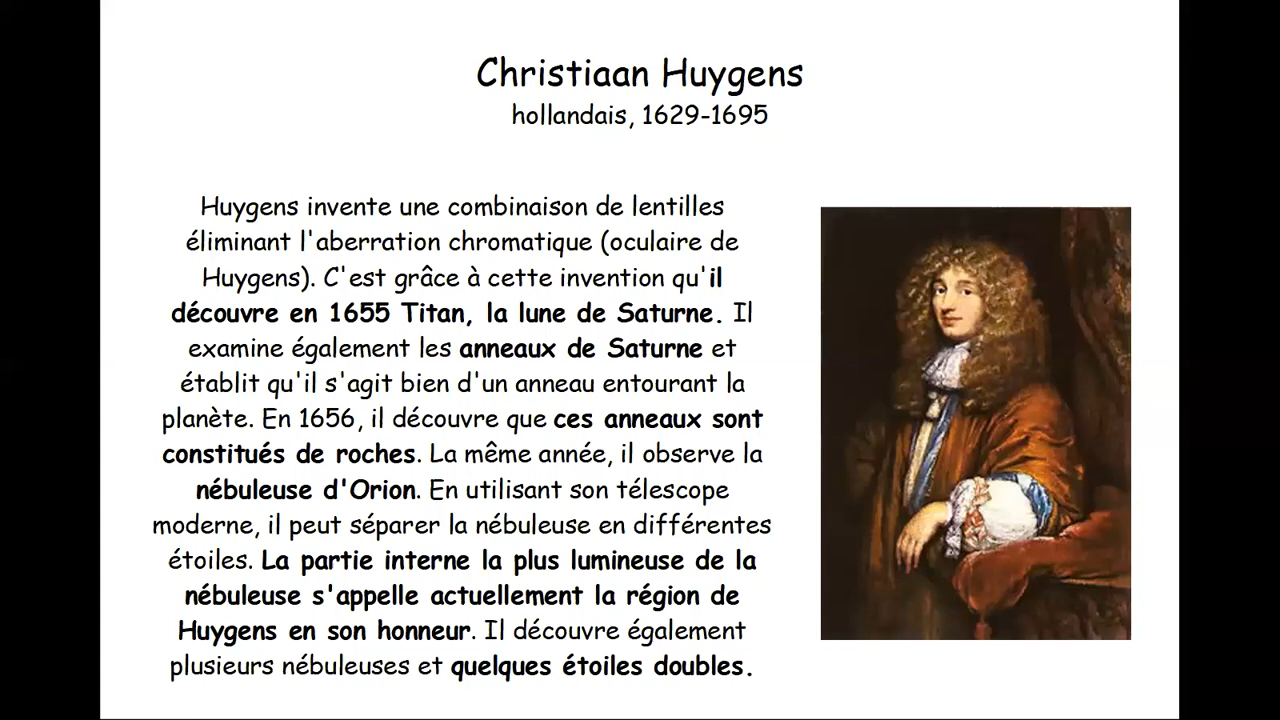 Christiaan Huygens
hollandais, 1629-1695
Huygens invente une combinaison de lentilles
éliminant l'aberration chromatique (oculaire de
Huygens). C'est grâce à cette invention qu'il
découvre en 1655 Titan, la lune de Saturne. Il
examine également les anneaux de Saturne et
établit qu'il s'agit bien d'un anneau entourant la
planète. En 1656, il découvre que ces anneaux sont
constitués de roches. La même année, il observe la
nébuleuse d'Orion. En utilisant son télescope
moderne, il peut séparer la nébuleuse en différentes
étoiles. La partie interne la plus lumineuse de la
nébuleuse s'appelle actuellement la région de
Huygens en son honneur. Il découvre également
plusieurs nébuleuses et quelques étoiles doubles.